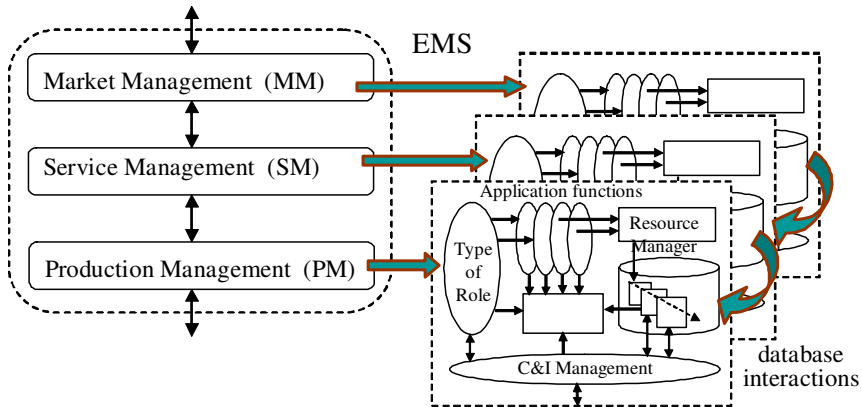 EMS
Market Management  (MM)
Service Management  (SM)
Production Management  (PM)
Application functions
Type
of
Role
Resource
Manager
C&I Management
database
interactions